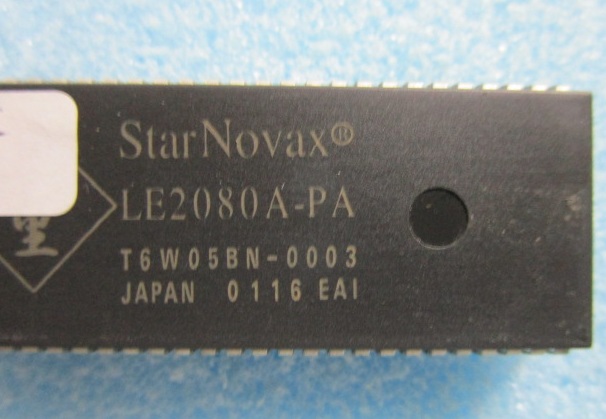 StarNovax®
LE2080A-PA
T6W05BN-0003
JAPAN 0116 EAI